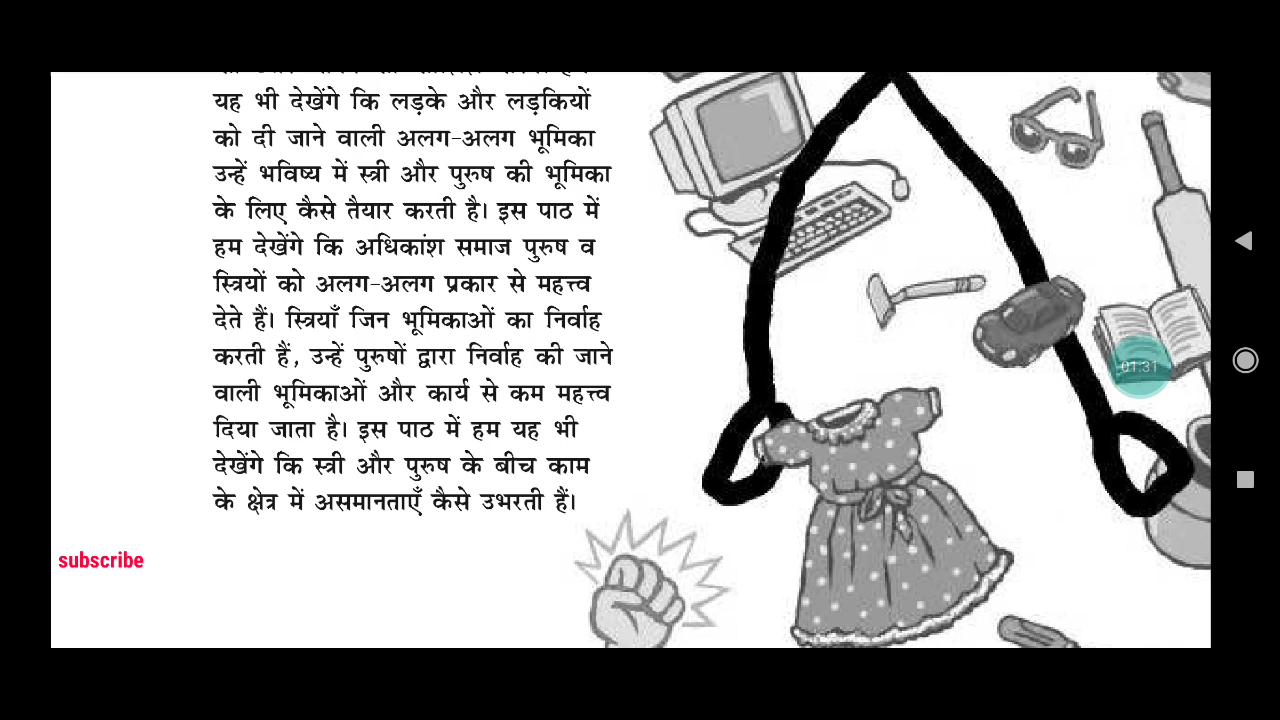 यह भी देखेंगे कि लड़के और लड़कियों
को दी जाने वाली अलग-अलग भूमिका
उन्हें भविष्य में स्त्री और पुरुष की भूमिका
के लिए कैसे तैयार करती है। इस पाठ में
हम देखेंगे कि अधिकांश समाज पुरुष व
स्त्रियों को अलग-अलग प्रकार से महत्त्व
देते हैं। स्त्रियाँ जिन भूमिकाओं का निर्वाह
करती हैं, उन्हें पुरुषों द्वारा निर्वाह की जाने
वाली भूमिकाओं और कार्य से कम महत्त्व
दिया जाता है। इस पाठ में हम यह भी
देखेंगे कि स्त्री और पुरुष के बीच काम
के क्षेत्र में असमानताएँ कैसे उभरती हैं।
subscribe
01:31